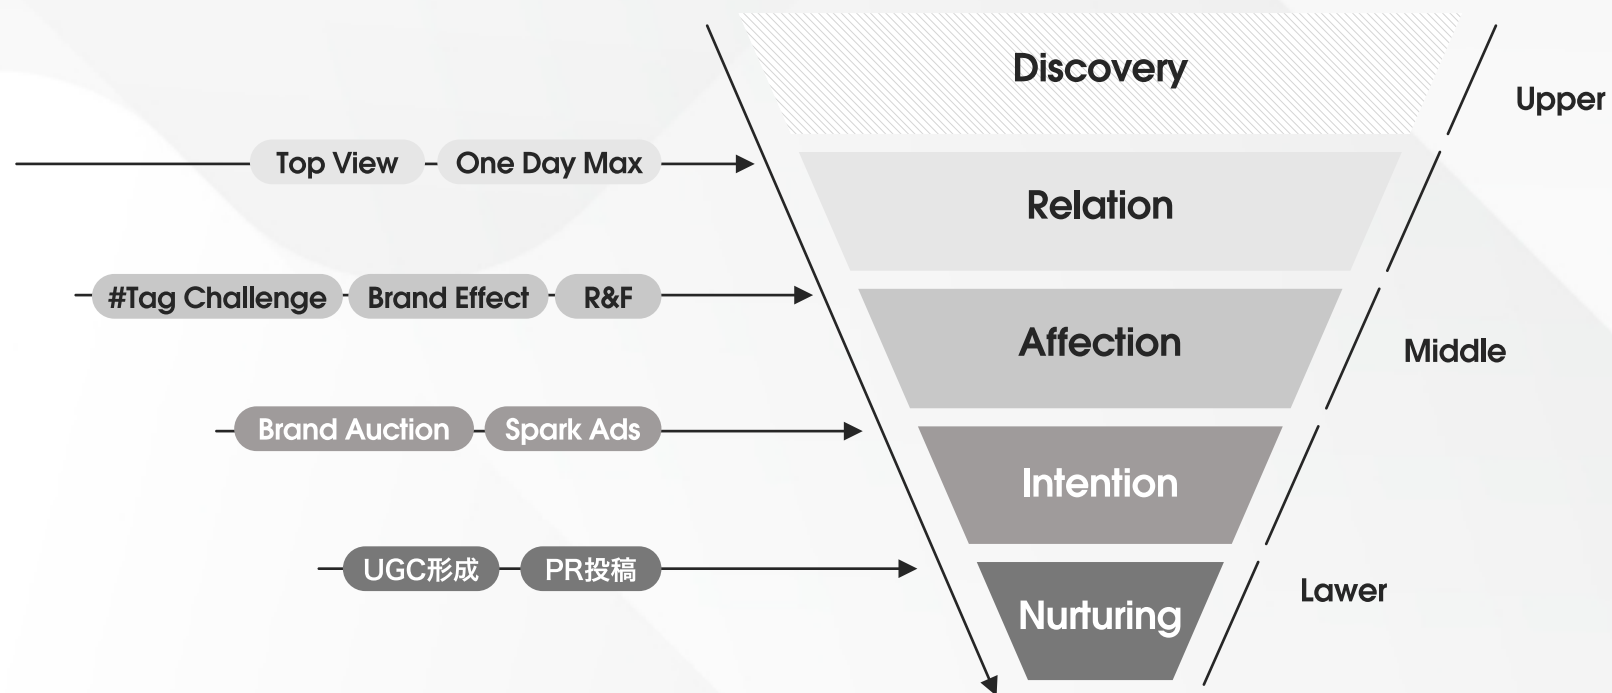 Discovery
Upper
Top View
One Day Max
Relation
#Tag Challenge
Brand Effect
R&F
Affection
Middle
Brand Auction
Spark Ads
Intention
UGC形成
PR投稿
Lawer
Nurturing